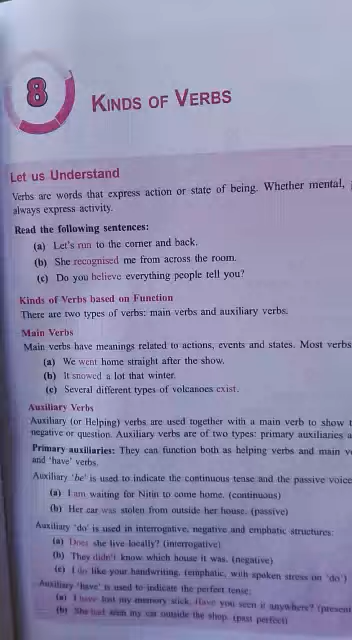 8
KINDS OF VERBS
Let us Understand
Verbs are words that express action or state of being. Whether mental,
always express activity.
Read the following sentences:
(a) Let's run to the corner and back.
(b) She recognised me from across the room.
(c) Do you believe everything people tell you?
Kinds of Verbs based on Function
There are two types of verbs: main verbs and auxiliary verbs.
Main Verbs
Main verbs have meanings related to actions, events and states. Most verbs
(a) We went home straight after the show.
(b) It snowed a lot that winter.
(c) Several different types of volcanoes exist.
Auxiliary Verbs
Auxiliary (or Helping) verbs are used together with a main verb to show
negative or question. Auxiliary verbs are of two types: primary auxiliaries
Primary auxiliaries: They can function both as helping verbs and main
and 'have' verbs.
Auxiliary 'be' is used to indicate the continuous tense and the passive voice
(a) I am waiting for Nitin to come home. (continuous)
(b) Her car was stolen from outside her house. (passive)
Auxiliary 'do' is used in interrogative, negative and emphatic structures:
(a) Does she live locally? (interrogative)
(b) They didn't know which house it was. (negative)
(c) I do like your handwriting. (emphatic, with spoken stress on 'do')
Auxiliary 'have' is used to indicate the perfect tense:
(a) I have lost my memory stick. Have you seen it anywhere? (present
(b) She had seen my car outside the shop. (past perfect)